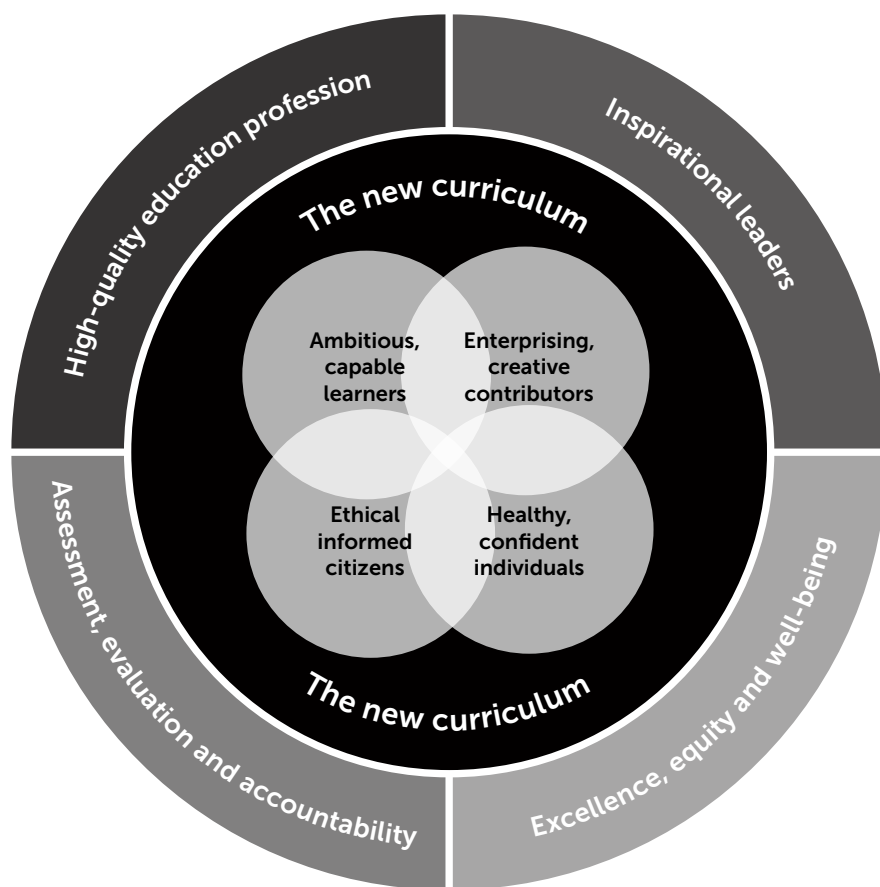 High-quality education profession
Inspirational leaders
The new curriculum
Ambitious,
capable
learners
Enterprising,
creative
contributors
Ethical
informed
citizens
Healthy,
confident
individuals
The new curriculum
Assessment, evaluation and accountability
Excellence, equity and well-being